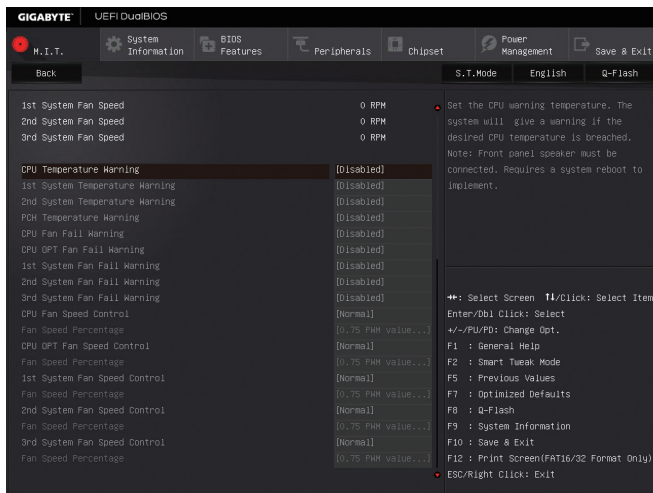 GIGABYTE™ UEFI DualBIOS
M.I.T.
System Information
BIOS Features
Peripherals
Chipset
Power Management
Save & Exit
Back
S.T.Mode English Q-Flash
1st System Fan Speed 0 RPM
2nd System Fan Speed 0 RPM
3rd System Fan Speed 0 RPM
CPU Temperature Warning [Disabled]
1st System Temperature Warning [Disabled]
2nd System Temperature Warning [Disabled]
PCH Temperature Warning [Disabled]
CPU Fan Fail Warning [Disabled]
CPU OPT Fan Fail Warning [Disabled]
1st System Fan Fail Warning [Disabled]
2nd System Fan Fail Warning [Disabled]
3rd System Fan Fail Warning [Disabled]
CPU Fan Speed Control [Normal]
Fan Speed Percentage [0.75 PWM value...]
CPU OPT Fan Speed Control [Normal]
Fan Speed Percentage [0.75 PWM value...]
1st System Fan Speed Control [Normal]
Fan Speed Percentage [0.75 PWM value...]
2nd System Fan Speed Control [Normal]
Fan Speed Percentage [0.75 PWM value...]
3rd System Fan Speed Control [Normal]
Fan Speed Percentage [0.75 PWM value...]
Set the CPU warning temperature. The
system will give a warning if the
desired CPU temperature is breached.
Note: Front panel speaker must be
connected. Requires a system reboot to
implement.
→←: Select Screen ↑↓/Click: Select Item
Enter/Dbl Click: Select
+/-/PU/PD: Change Opt.
F1 : General Help
F2 : Smart Tweak Mode
F5 : Previous Values
F7 : Optimized Defaults
F8 : Q-Flash
F9 : System Information
F10 : Save & Exit
F12 : Print Screen(FAT16/32 Format Only)
ESC/Right Click: Exit